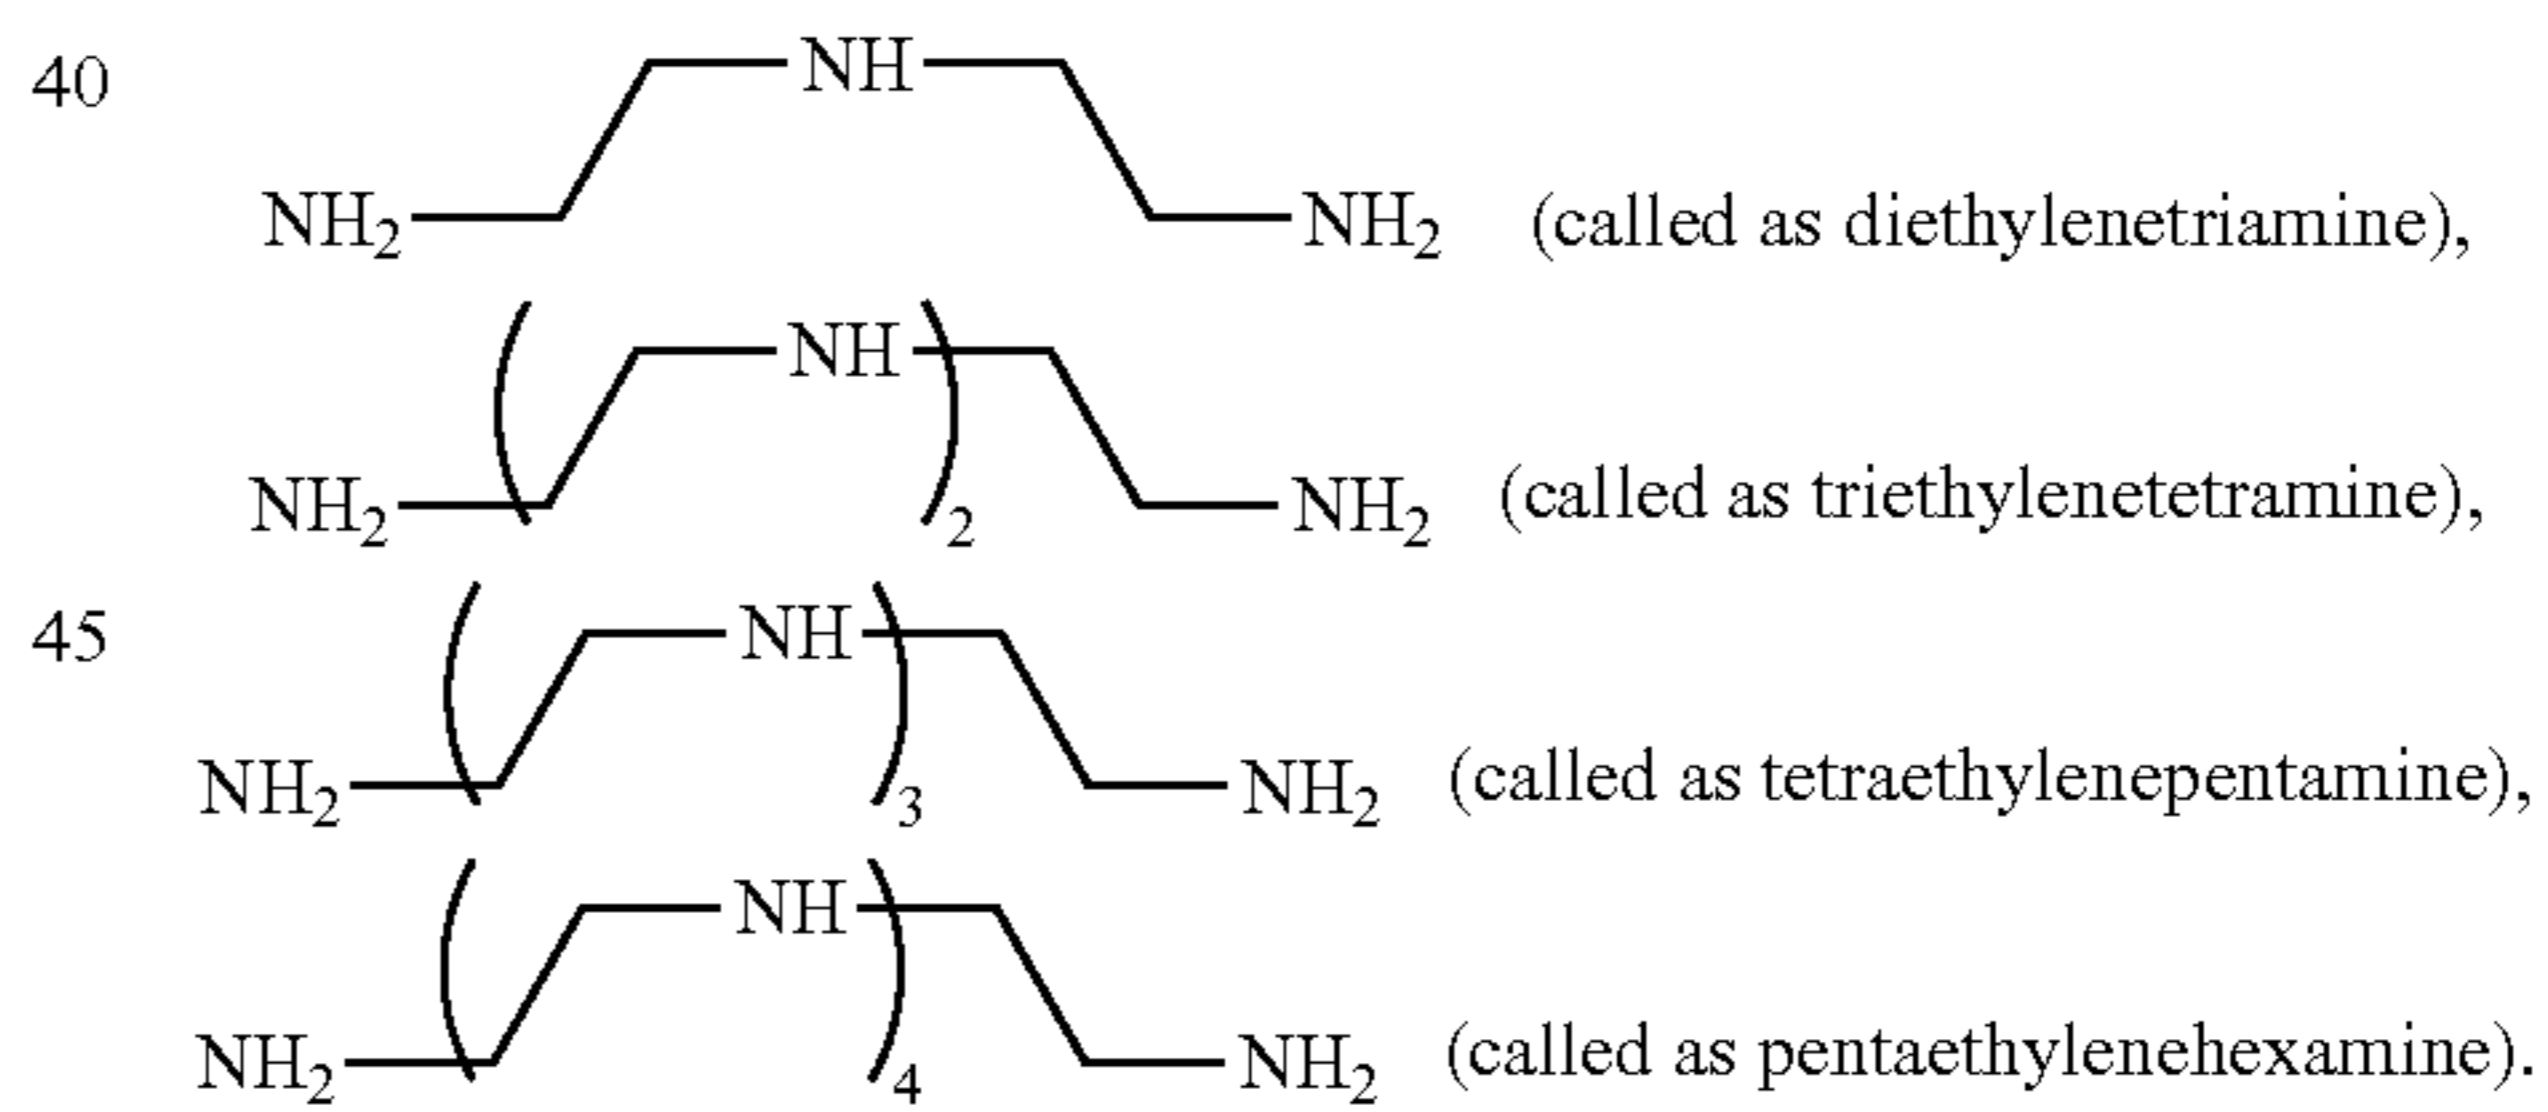 40 NH
NH2 NH2 (called as diethylenetriamine),
NH
NH2 2 NH2 (called as triethylenetetramine),
45 NH
NH2 3 NH2 (called as tetraethylenepentamine),
NH
NH2 4 NH2 (called as pentaethylenehexamine).